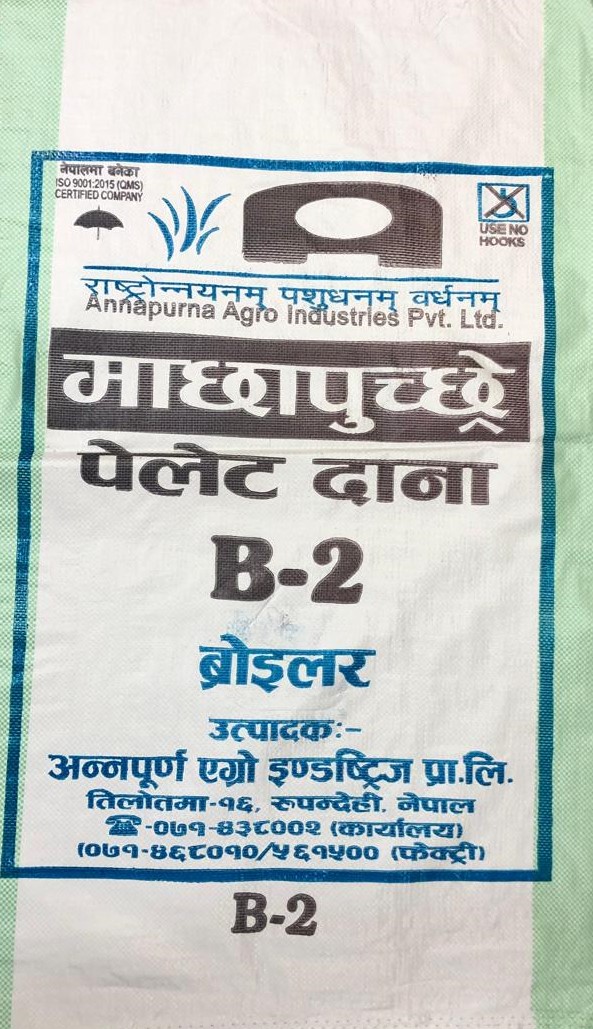 नेपालमा बनेका
ISO 9001:2015 (QMS)
CERTIFIED COMPANY
USE NO
HOOKS
राष्ट्रोन्नयनम् पशुधनम् वर्धनम्
Annapurna Agro Industries Pvt. Ltd.
माछापुच्छ्रे
पेलेट दाना
B-2
ब्रोइलर
उत्पादक:-
अन्नपूर्ण एग्रो इण्डष्ट्रिज प्रा.लि.
तिलोतमा-१६, रुपन्देही, नेपाल
☎-०७१-४३८००२ (कार्यालय)
(०७१-४६८०१०/५६१५०० (फेक्ट्री)
B-2